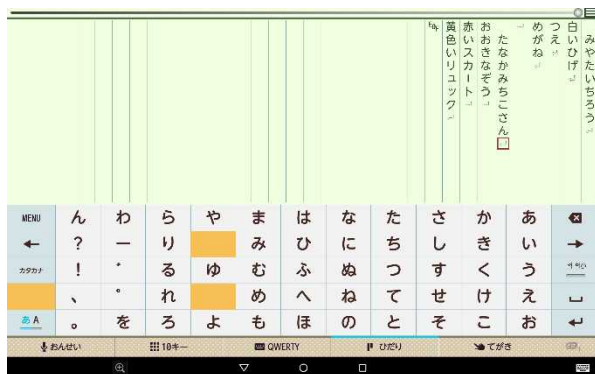 みやたいちろう
白いひげ
つえ
めがね
たなかみちこさん
おおきなぞう
赤いスカート
黄色いリュック
MENU ん わ ら や ま は な た さ か あ
← ? ー り み ひ に ち し き い →
カタカナ ! ゛ る ゆ む ふ ぬ つ す く う
、 ゜ れ め へ ね て せ け え
あA 。 を ろ よ も ほ の と そ こ お
おんせい 10キー QWERTY ひだり てがき